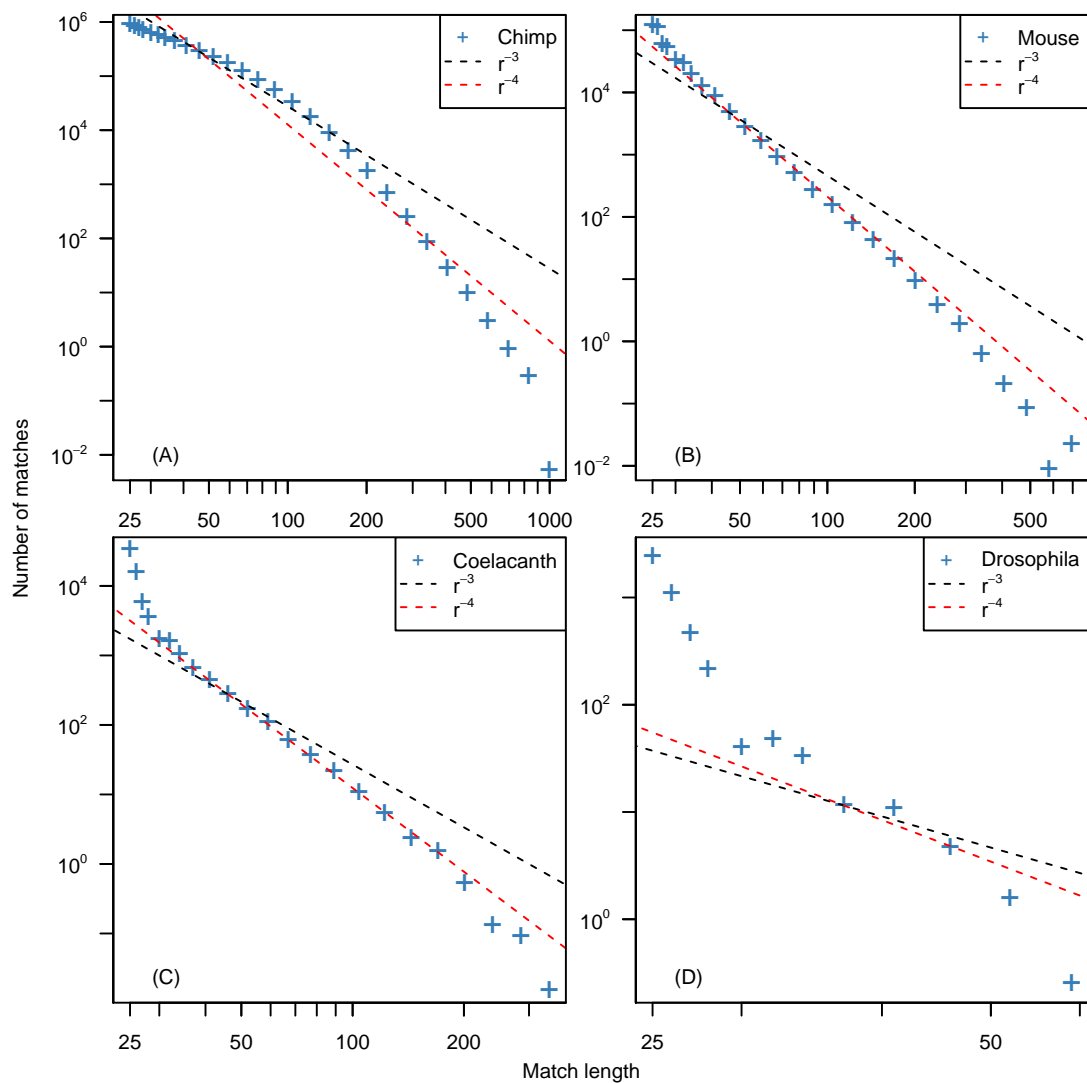 Number of matches
Match length
10^6
10^4
10^2
10^0
10^−2
Chimp
r^−3
r^−4
(A)
25 50 100 200 500 1000
10^4
10^2
10^0
10^−2
Mouse
r^−3
r^−4
(B)
25 50 100 200 500
10^4
10^2
10^0
Coelacanth
r^−3
r^−4
(C)
25 50 100 200
10^2
10^0
Drosophila
r^−3
r^−4
(D)
25 50